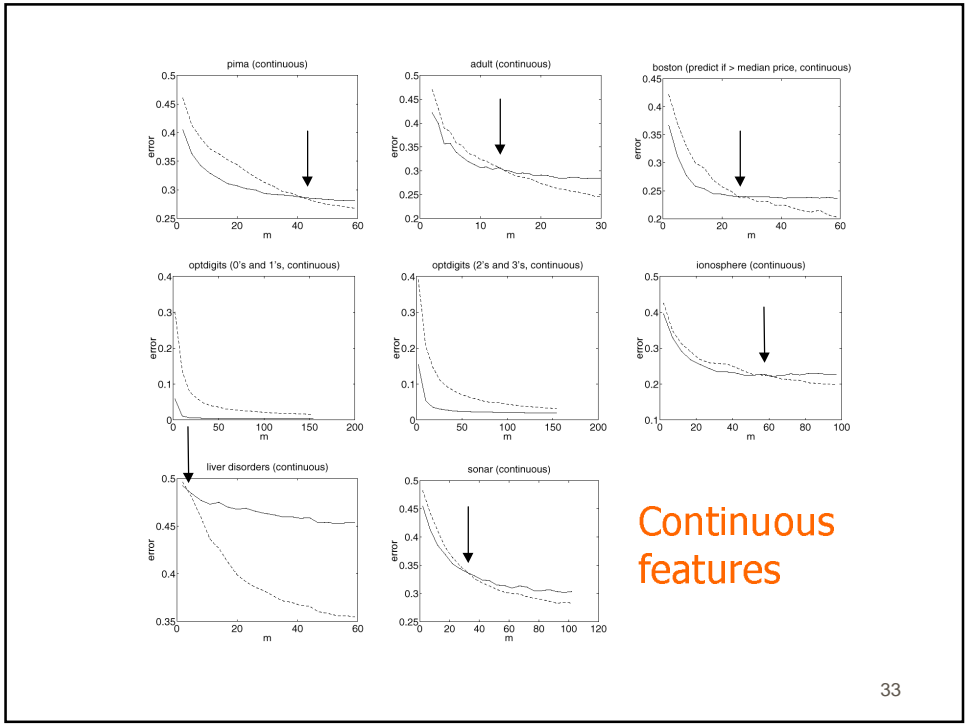 pima (continuous)
0.5
0.45
0.4
0.35
0.3
0.25
error
0 20 40 60
m
adult (continuous)
0.5
0.45
0.4
0.35
0.3
0.25
0.2
error
0 10 20 30
m
boston (predict if > median price, continuous)
0.45
0.4
0.35
0.3
0.25
0.2
error
0 20 40 60
m
optdigits (0's and 1's, continuous)
0.4
0.3
0.2
0.1
0
error
0 50 100 150 200
m
optdigits (2's and 3's, continuous)
0.4
0.3
0.2
0.1
0
error
0 50 100 150 200
m
ionosphere (continuous)
0.5
0.4
0.3
0.2
0.1
error
0 20 40 60 80 100
m
liver disorders (continuous)
0.5
0.45
0.4
0.35
error
0 20 40 60
m
sonar (continuous)
0.5
0.45
0.4
0.35
0.3
0.25
error
0 20 40 60 80 100 120
m
Continuous
features
33